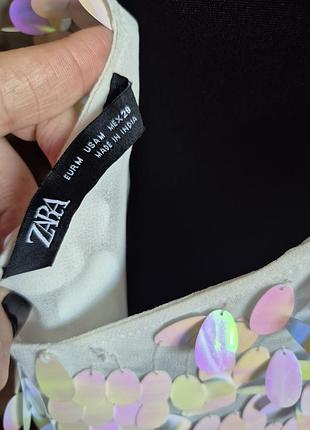 ZARA
EUR M USA M MEX 28
MADE IN INDIA